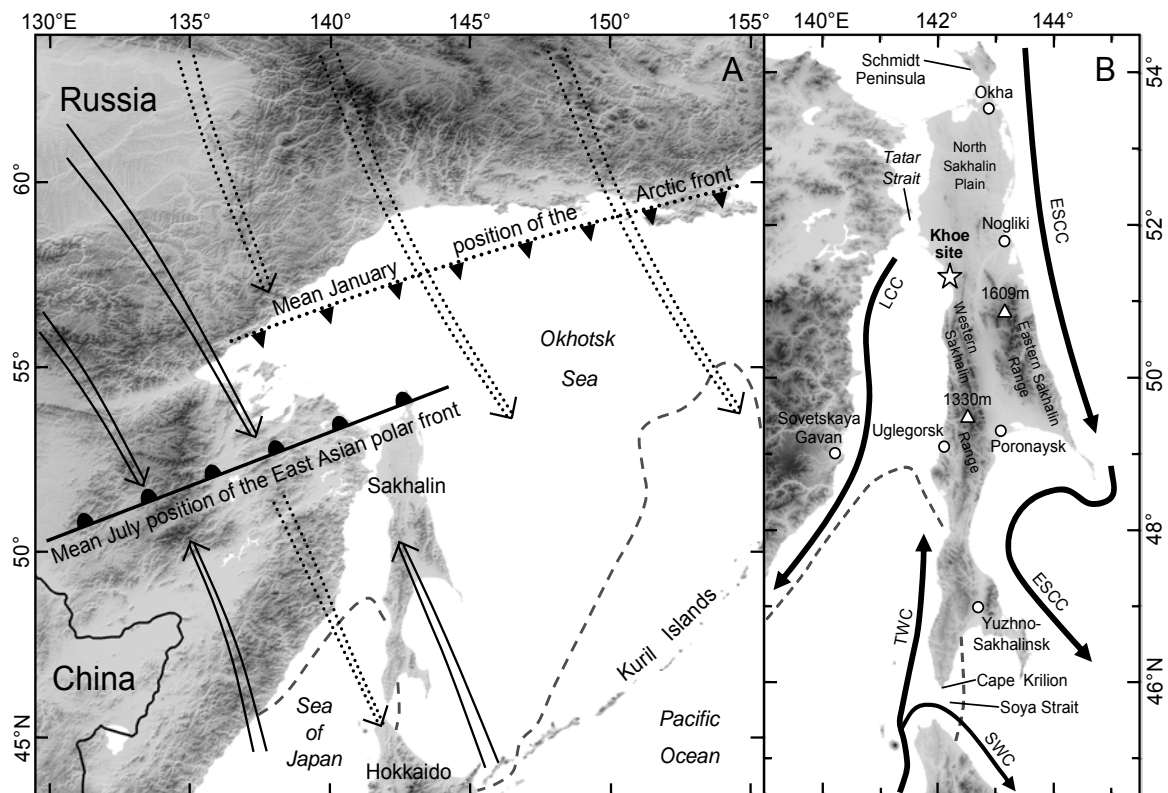 130°E
135°
140°
145°
150°
155°
140°
142°
144°
A
B
Russia
60°
55°
50°
45°N
Mean January
position of the
Arctic front
Okhotsk
Sea
Mean July position of the East Asian polar front
Sakhalin
China
Sea
of
Japan
Hokkaido
Kuril Islands
Pacific
Ocean
Schmidt
Peninsula
Okha
North
Sakhalin
Plain
Tatar
Strait
Nogliki
ESCC
Khoe
site
LCC
1609m
Western
Sakhalin
Range
Eastern Sakhalin
Range
1330m
Sovetskaya
Gavan
Uglegorsk
Poronaysk
ESCC
TWC
Yuzhno-
Sakhalinsk
Cape Krilion
Soya Strait
SWC
54°
52°
50°
48°
46°N